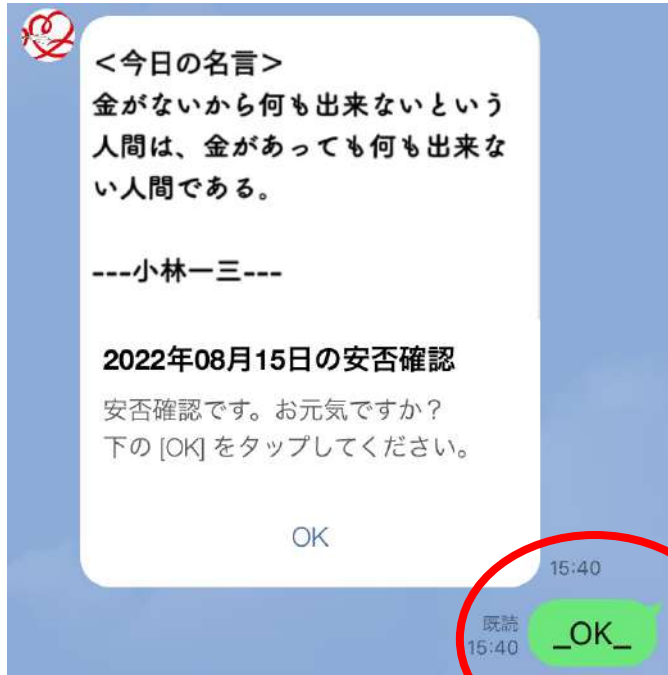 <今日の名言>
金がないから何も出来ないという
人間は、金があっても何も出来な
い人間である。
---小林一三---
2022年08月15日の安否確認
安否確認です。お元気ですか？
下の [OK] をタップしてください。
OK
15:40
既読
15:40
_OK_